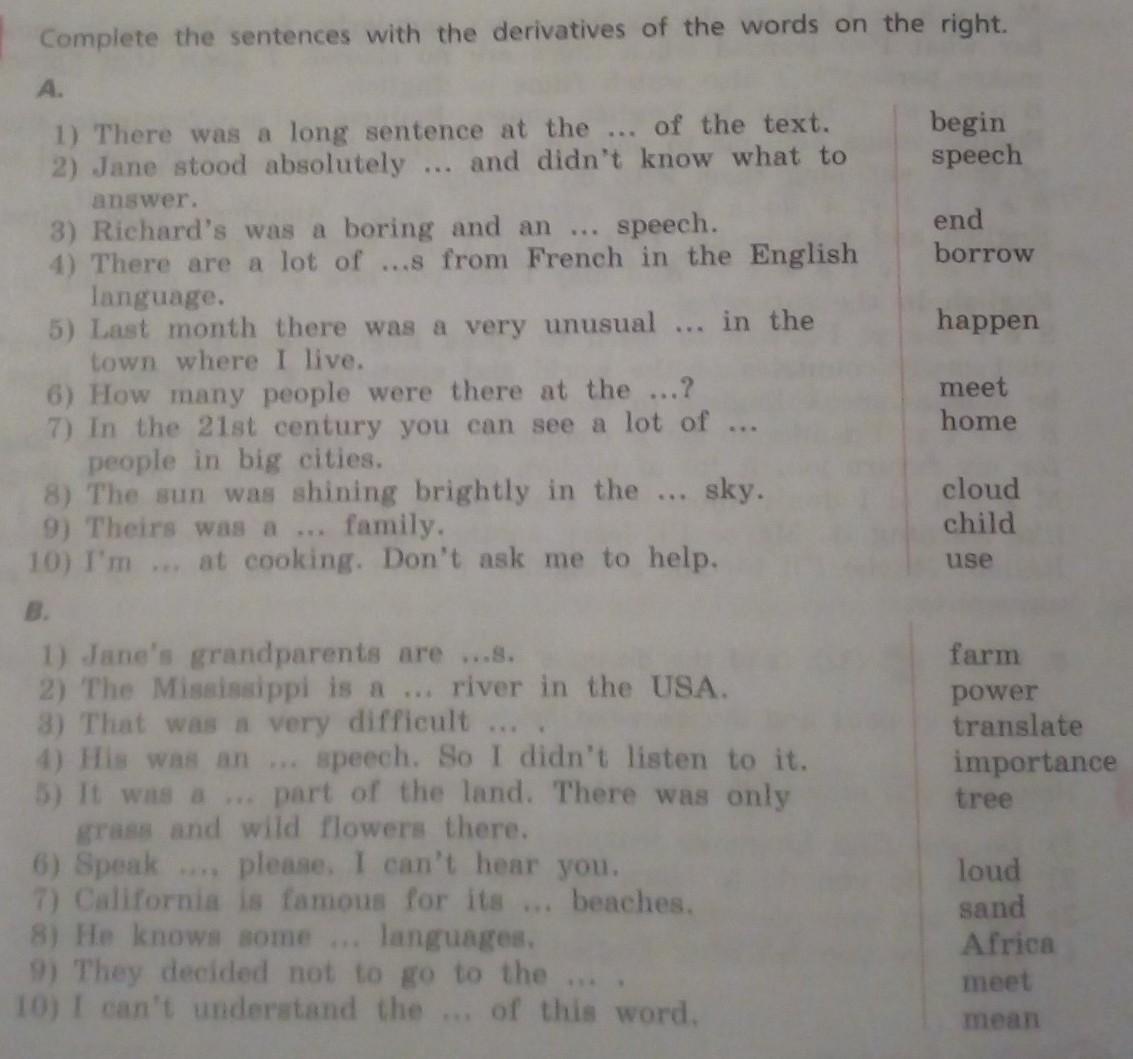 Complete the sentences with the derivatives of the words on the right.
A.
1) There was a long sentence at the ... of the text. begin
2) Jane stood absolutely ... and didn't know what to speech
answer.
3) Richard's was a boring and an ... speech. end
4) There are a lot of ...s from French in the English borrow
language.
5) Last month there was a very unusual ... in the happen
town where I live.
6) How many people were there at the ...? meet
7) In the 21st century you can see a lot of ... home
people in big cities.
8) The sun was shining brightly in the ... sky. cloud
9) Theirs was a ... family. child
10) I'm ... at cooking. Don't ask me to help. use
B.
1) Jane's grandparents are ...s. farm
2) The Mississippi is a ... river in the USA. power
3) That was a very difficult ... . translate
4) His was an ... speech. So I didn't listen to it. importance
5) It was a ... part of the land. There was only tree
grass and wild flowers there.
6) Speak ..., please. I can't hear you. loud
7) California is famous for its ... beaches. sand
8) He knows some ... languages. Africa
9) They decided not to go to the ... . meet
10) I can't understand the ... of this word. mean